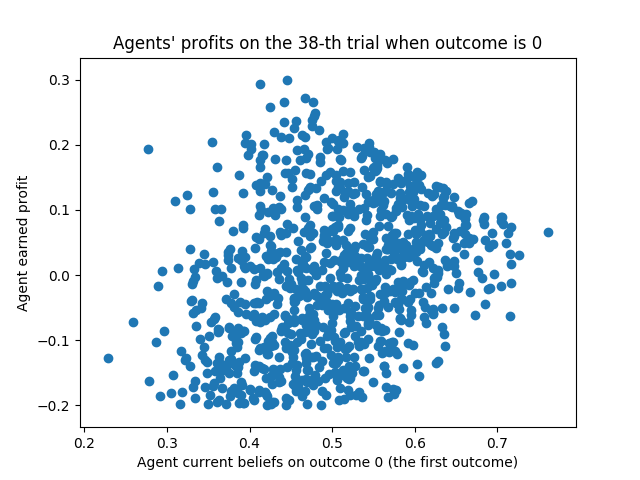 Agents' profits on the 38-th trial when outcome is 0
0.3
0.2
0.1
0.0
−0.1
−0.2
Agent earned profit
0.2 0.3 0.4 0.5 0.6 0.7
Agent current beliefs on outcome 0 (the first outcome)